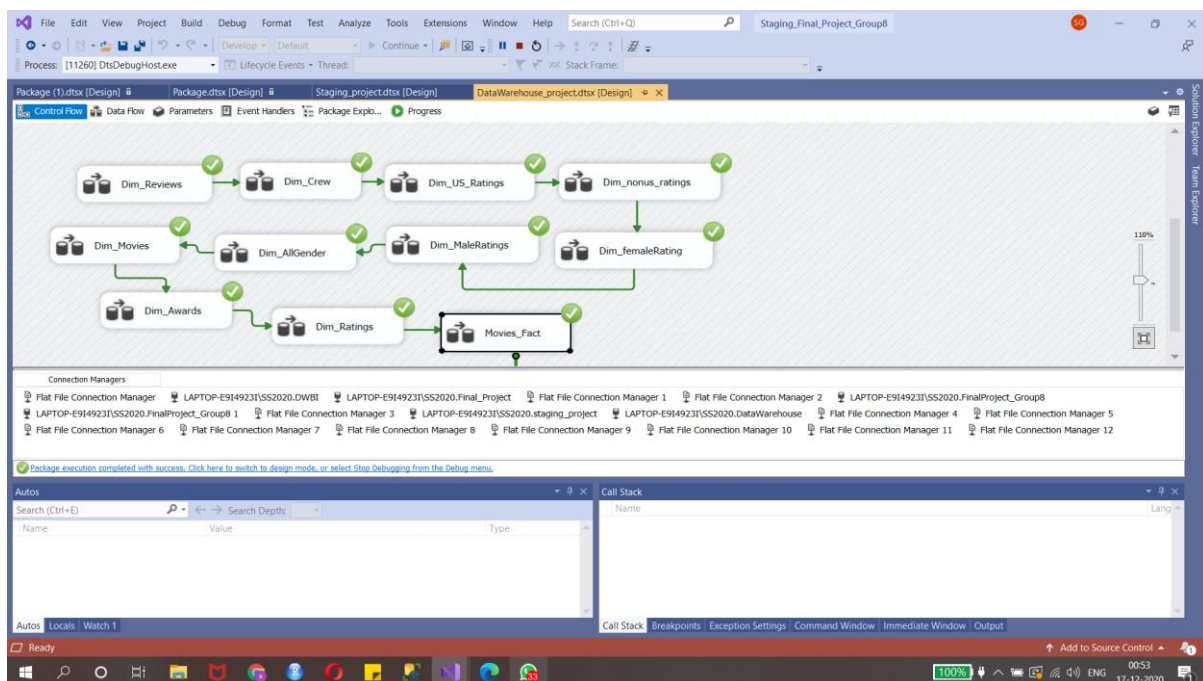 File Edit View Project Build Debug Format Test Analyze Tools Extensions Window Help Search (Ctrl+Q) Staging_Final_Project_Group8 SG
Develop Default Continue
Process: [11260] DtsDebugHost.exe Lifecycle Events Thread: Stack Frame:
Package (1).dtsx [Design] Package.dtsx [Design] Staging_project.dtsx [Design] DataWarehouse_project.dtsx [Design]
Control Flow Data Flow Parameters Event Handlers Package Explo... Progress
Solution Explorer
Team Explorer
Dim_Reviews Dim_Crew Dim_US_Ratings Dim_nonus_ratings
Dim_Movies Dim_AllGender Dim_MaleRatings Dim_femaleRating
110%
Dim_Awards Dim_Ratings Movies_Fact
Connection Managers
Flat File Connection Manager LAPTOP-E9I4923I\SS2020.DWBI LAPTOP-E9I4923I\SS2020.Final_Project Flat File Connection Manager 1 Flat File Connection Manager 2 LAPTOP-E9I4923I\SS2020.FinalProject_Group8
LAPTOP-E9I4923I\SS2020.FinalProject_Group8 1 Flat File Connection Manager 3 LAPTOP-E9I4923I\SS2020.staging_project LAPTOP-E9I4923I\SS2020.DataWarehouse Flat File Connection Manager 4 Flat File Connection Manager 5
Flat File Connection Manager 6 Flat File Connection Manager 7 Flat File Connection Manager 8 Flat File Connection Manager 9 Flat File Connection Manager 10 Flat File Connection Manager 11 Flat File Connection Manager 12
Package execution completed with success. Click here to switch to design mode, or select Stop Debugging from the Debug menu.
Autos Call Stack
Search (Ctrl+E) Search Depth: Name Lang
Name Value Type
Autos Locals Watch 1 Call Stack Breakpoints Exception Settings Command Window Immediate Window Output
Ready Add to Source Control 1
33 100% ENG 00:53
17-12-2020